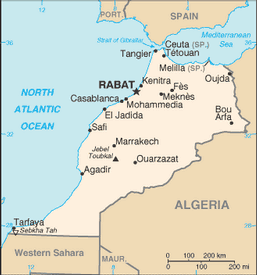 PORT.
SPAIN
Strait of Gibraltar
Ceuta (SP.)
Mediterranean
Sea
Tangier
Tétouan
Melilla (SP.)
RABAT
Kenitra
Oujda
Fès
Casablanca
Meknès
Mohammedia
NORTH
ATLANTIC
OCEAN
El Jadida
Bou
Arfa
Safi
Marrakech
Jebel
Toubkal
Ouarzazat
Agadir
ALGERIA
Tarfaya
Sebkha Tah
Western Sahara
MAUR.
0 100 200 km
0 100 200 mi
36
32
28
12
8
4